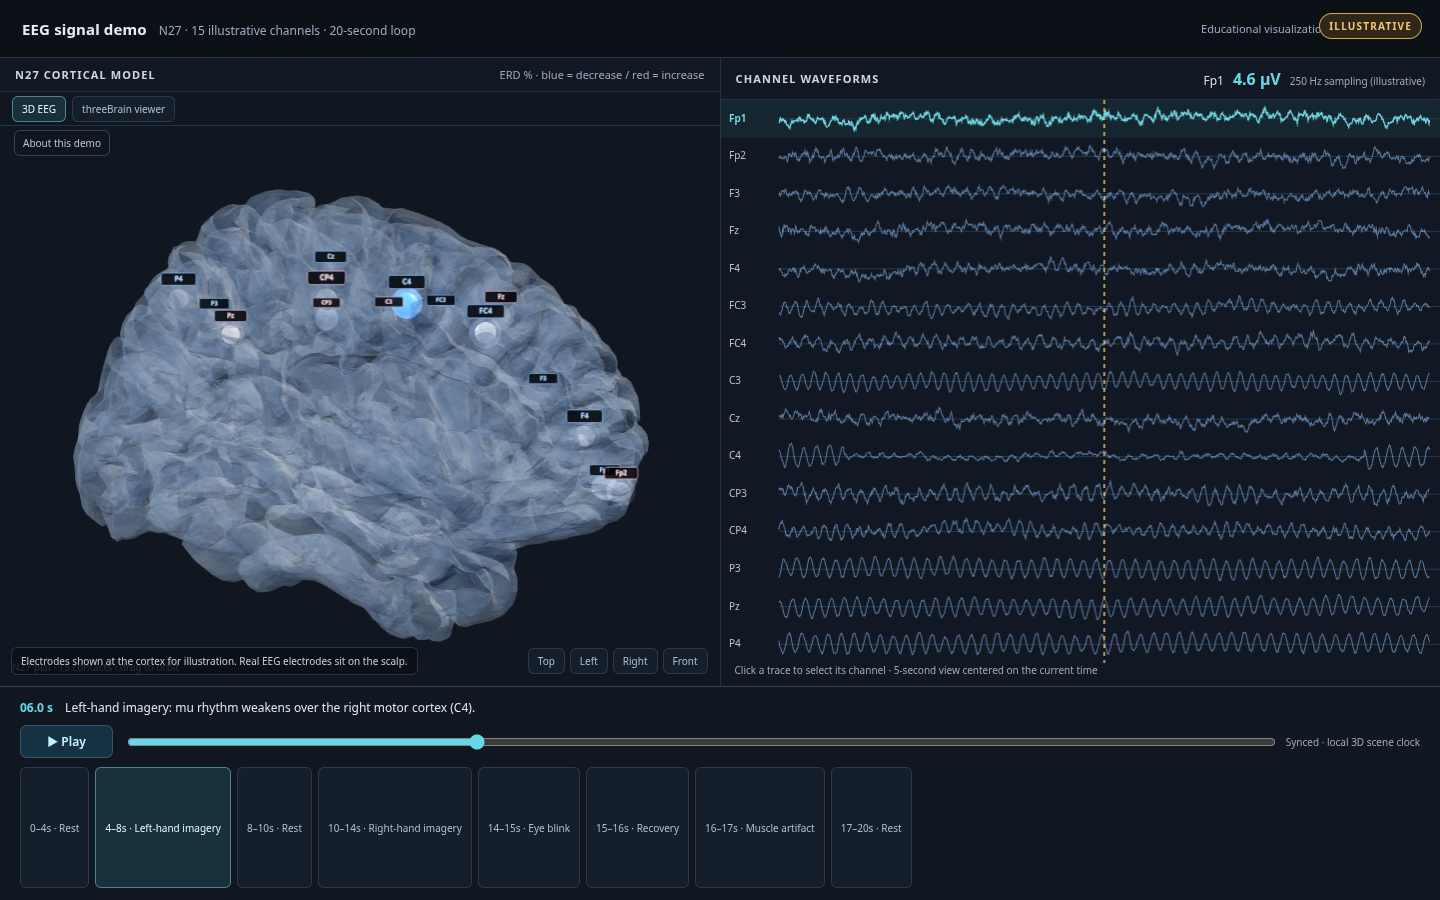 EEG signal demo N27 · 15 illustrative channels · 20-second loop
Educational visualizatio
ILLUSTRATIVE
N27 CORTICAL MODEL
ERD % · blue = decrease / red = increase
3D EEG
threeBrain viewer
About this demo
Cz
P4
CP4
C4
P3
CP3
C3
FC3
Fz
Pz
FC4
F3
F4
Fp2
Electrodes shown at the cortex for illustration. Real EEG electrodes sit on the scalp.
Top
Left
Right
Front
CHANNEL WAVEFORMS
Fp1 4.6 µV 250 Hz sampling (illustrative)
Fp1
Fp2
F3
Fz
F4
FC3
FC4
C3
Cz
C4
CP3
CP4
P3
Pz
P4
Click a trace to select its channel · 5-second view centered on the current time
06.0 s Left-hand imagery: mu rhythm weakens over the right motor cortex (C4).
▶ Play
Synced · local 3D scene clock
0–4s · Rest
4–8s · Left-hand imagery
8–10s · Rest
10–14s · Right-hand imagery
14–15s · Eye blink
15–16s · Recovery
16–17s · Muscle artifact
17–20s · Rest